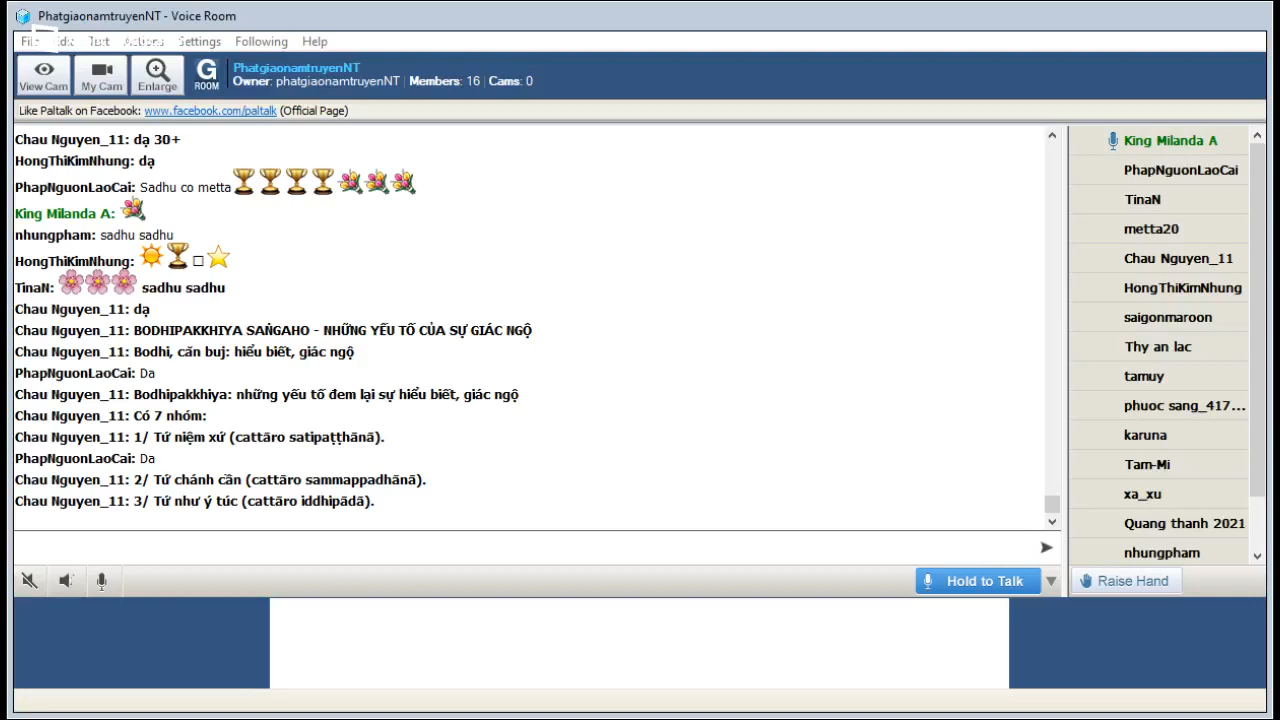 PhatgiaonamtruyenNT - Voice Room
Settings Following Help
View Cam My Cam Enlarge G ROOM
PhatgiaonamtruyenNT
Owner: phatgiaonamtruyenNT | Members: 16 | Cams: 0
Like Paltalk on Facebook: www.facebook.com/paltalk (Official Page)
Chau Nguyen_11: dạ 30+
HongThiKimNhung: dạ
PhapNguonLaoCai: Sadhu co metta
King Milanda A:
nhungpham: sadhu sadhu
HongThiKimNhung:
TinaN: sadhu sadhu
Chau Nguyen_11: dạ
Chau Nguyen_11: BODHIPAKKHIYA SAṄGAHO - NHỮNG YẾU TỐ CỦA SỰ GIÁC NGỘ
Chau Nguyen_11: Bodhi, căn buj: hiểu biết, giác ngộ
PhapNguonLaoCai: Da
Chau Nguyen_11: Bodhipakkhiya: những yếu tố đem lại sự hiểu biết, giác ngộ
Chau Nguyen_11: Có 7 nhóm:
Chau Nguyen_11: 1/ Tứ niệm xứ (cattāro satipaṭṭhānā).
PhapNguonLaoCai: Da
Chau Nguyen_11: 2/ Tứ chánh cần (cattāro sammappadhānā).
Chau Nguyen_11: 3/ Tứ như ý túc (cattāro iddhipādā).
King Milanda A
PhapNguonLaoCai
TinaN
metta20
Chau Nguyen_11
HongThiKimNhung
saigonmaroon
Thy an lac
tamuy
phuoc sang_417...
karuna
Tam-Mi
xa_xu
Quang thanh 2021
nhungpham
Hold to Talk
Raise Hand